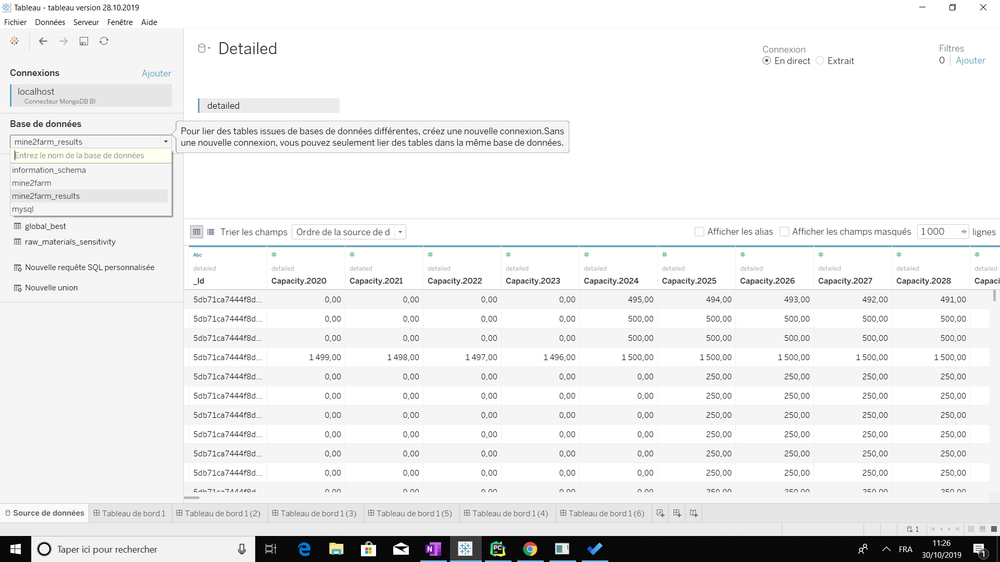 Tableau - tableau version 28.10.2019
Fichier Données Serveur Fenêtre Aide
Connexions Ajouter
localhost
Connecteur MongoDB BI
Base de données
mine2farm_results
Entrez le nom de la base de données
information_schema
mine2farm
mine2farm_results
mysql
global_best
raw_materials_sensitivity
Nouvelle requête SQL personnalisée
Nouvelle union
Detailed
Connexion
En direct Extrait
Filtres
0 Ajouter
detailed
Pour lier des tables issues de bases de données différentes, créez une nouvelle connexion.Sans
une nouvelle connexion, vous pouvez seulement lier des tables dans la même base de données.
Trier les champs Ordre de la source de d Afficher les alias Afficher les champs masqués 1 000 lignes
Abc # # # # # # # # # #
detailed detailed detailed detailed detailed detailed detailed detailed detailed detailed detailed
_Id Capacity.2020 Capacity.2021 Capacity.2022 Capacity.2023 Capacity.2024 Capacity.2025 Capacity.2026 Capacity.2027 Capacity.2028 Capaci
5db71ca7444f8d... 0,00 0,00 0,00 0,00 495,00 494,00 493,00 492,00 491,00
5db71ca7444f8d... 0,00 0,00 0,00 0,00 500,00 500,00 500,00 500,00 500,00
5db71ca7444f8d... 0,00 0,00 0,00 0,00 500,00 500,00 500,00 500,00 500,00
5db71ca7444f8d... 1 499,00 1 498,00 1 497,00 1 496,00 1 500,00 1 500,00 1 500,00 1 500,00 1 500,00
5db71ca7444f8d... 0,00 0,00 0,00 0,00 0,00 250,00 250,00 250,00 250,00
5db71ca7444f8d... 0,00 0,00 0,00 0,00 0,00 250,00 250,00 250,00 250,00
5db71ca7444f8d... 0,00 0,00 0,00 0,00 0,00 250,00 250,00 250,00 250,00
5db71ca7444f8d... 0,00 0,00 0,00 0,00 0,00 250,00 250,00 250,00 250,00
5db71ca7444f8d... 0,00 0,00 0,00 0,00 0,00 250,00 250,00 250,00 250,00
5db71ca7444f8d... 0,00 0,00 0,00 0,00 0,00 250,00 250,00 250,00 250,00
5db71ca7444f8d... 0,00 0,00 0,00 0,00 0,00 250,00 250,00 250,00 250,00
Source de données Tableau de bord 1 Tableau de bord 1 (2) Tableau de bord 1 (3) Tableau de bord 1 (5) Tableau de bord 1 (4) Tableau de bord 1 (6)
1
Taper ici pour rechercher
FRA
11:26
30/10/2019
1